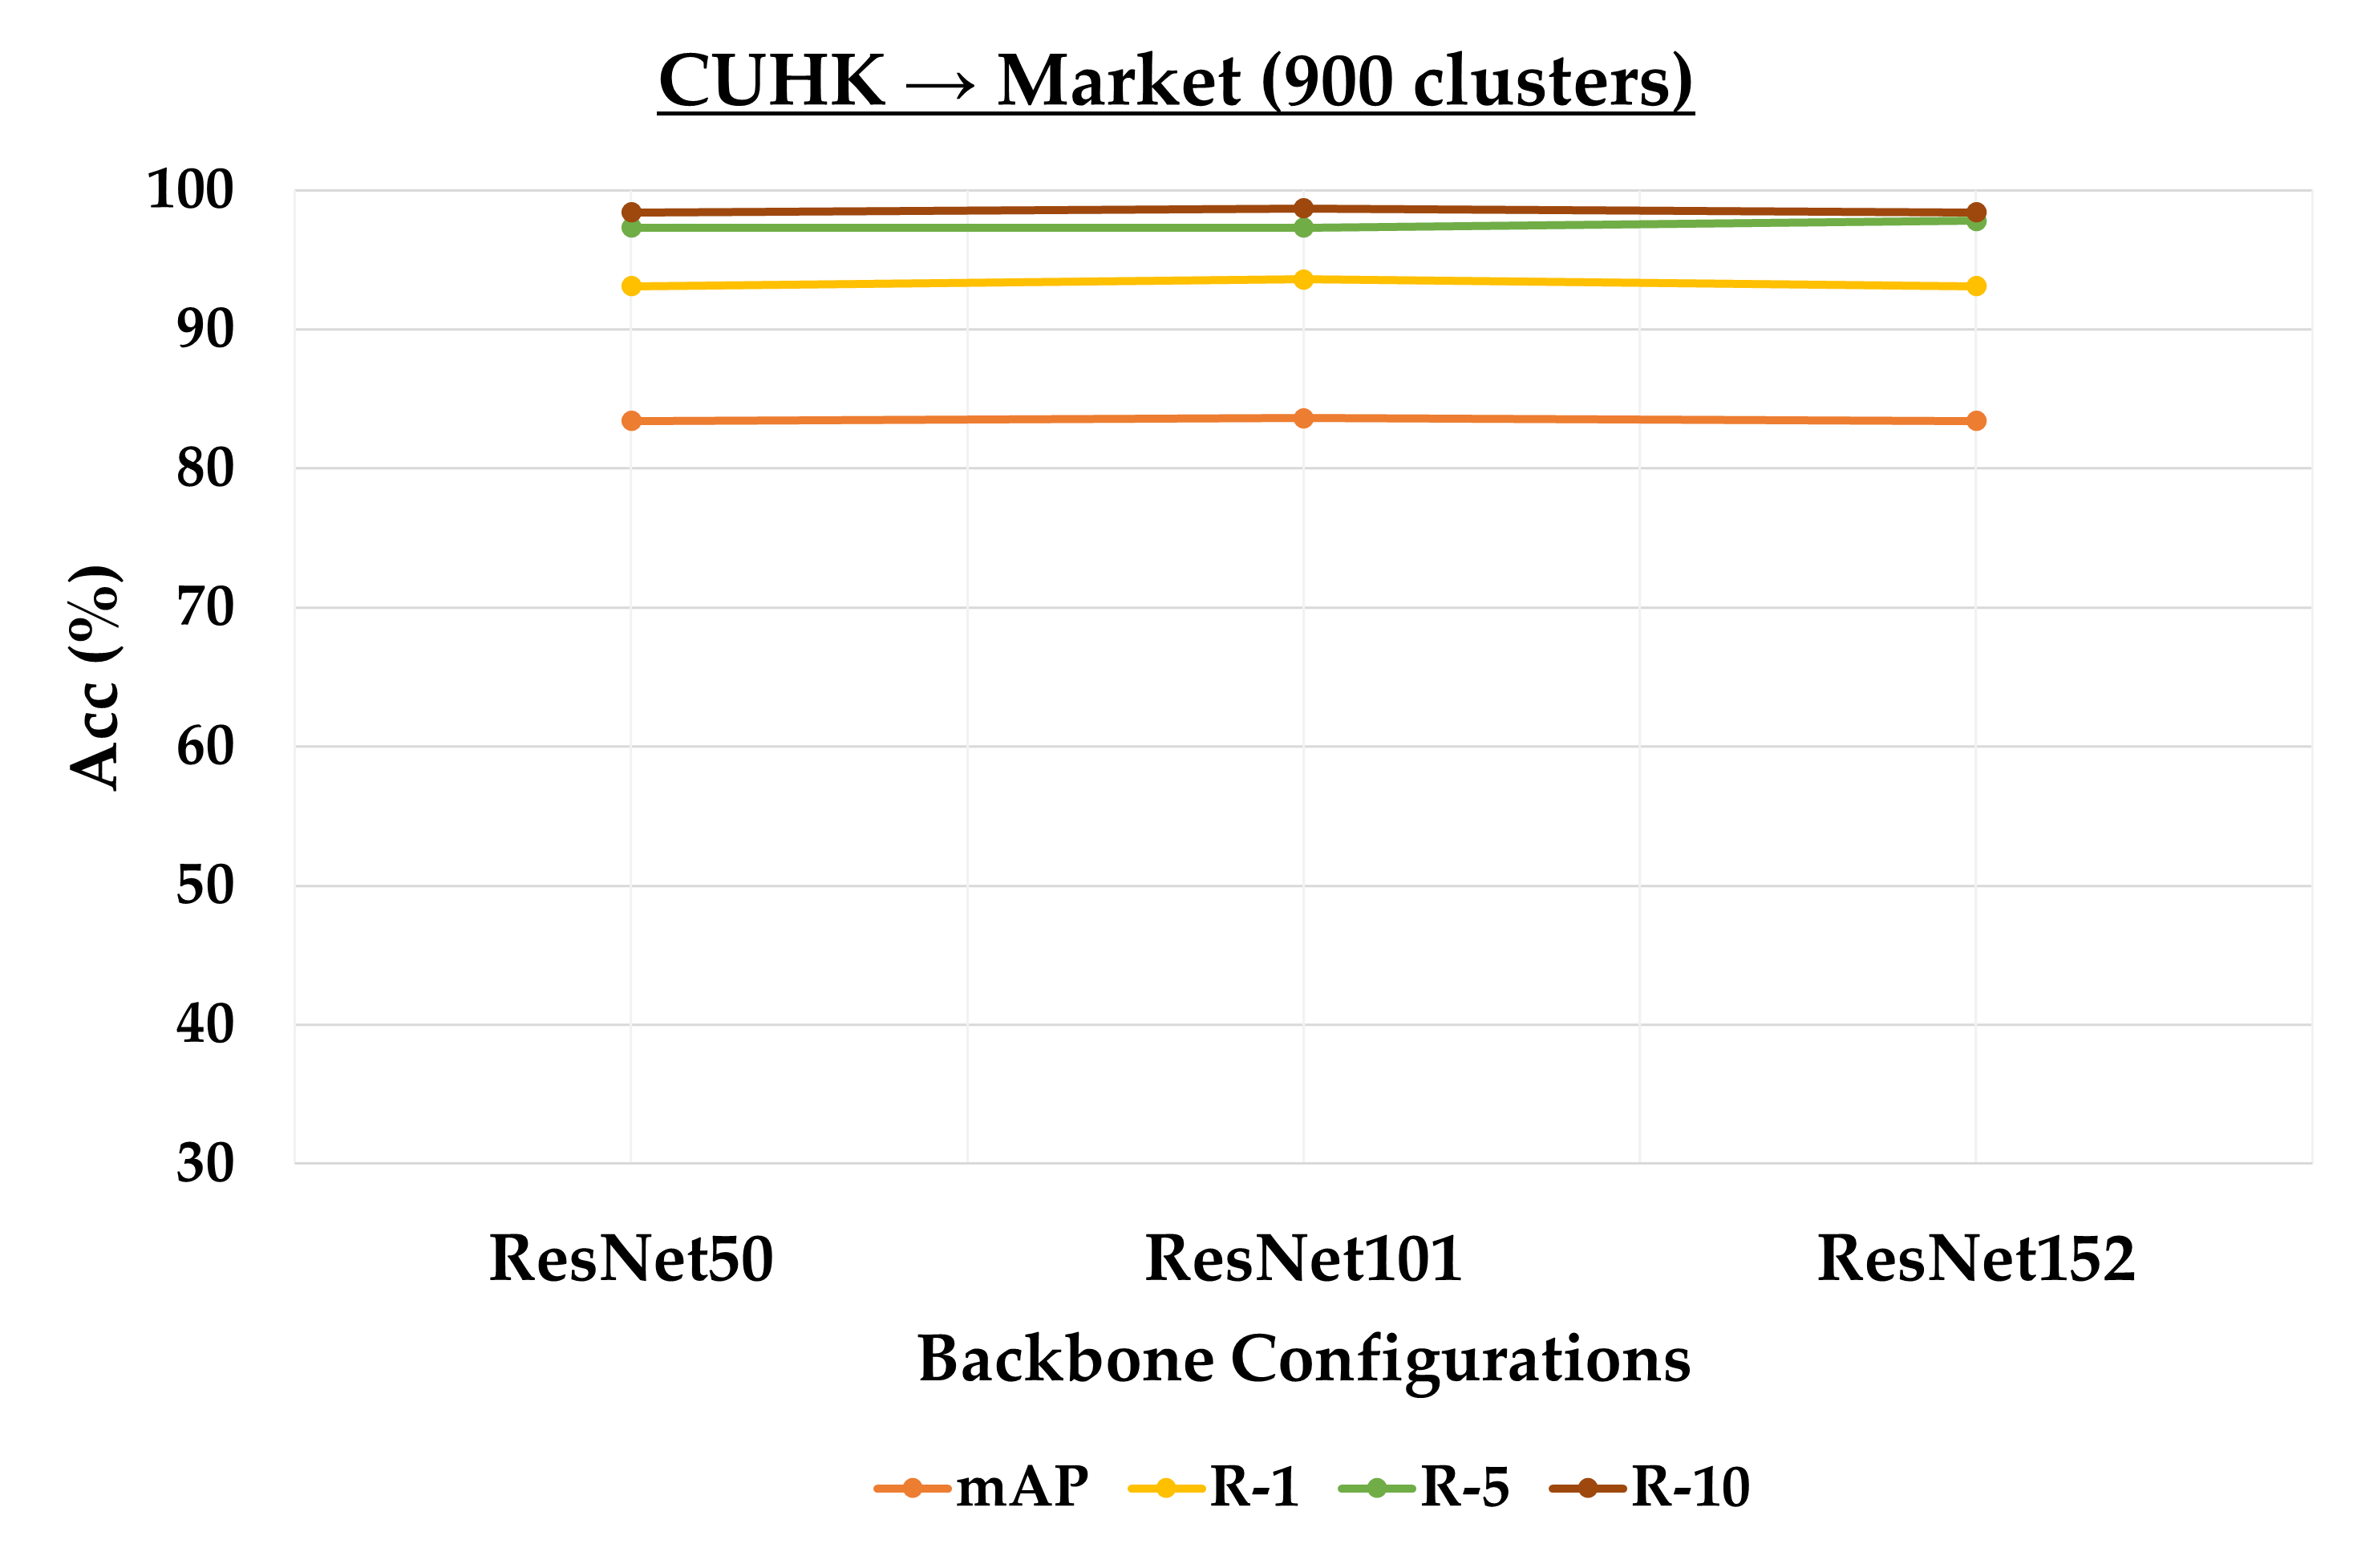 CUHK → Market (900 clusters)
100
90
80
70
60
50
40
30
Acc (%)
ResNet50 ResNet101 ResNet152
Backbone Configurations
mAP R-1 R-5 R-10